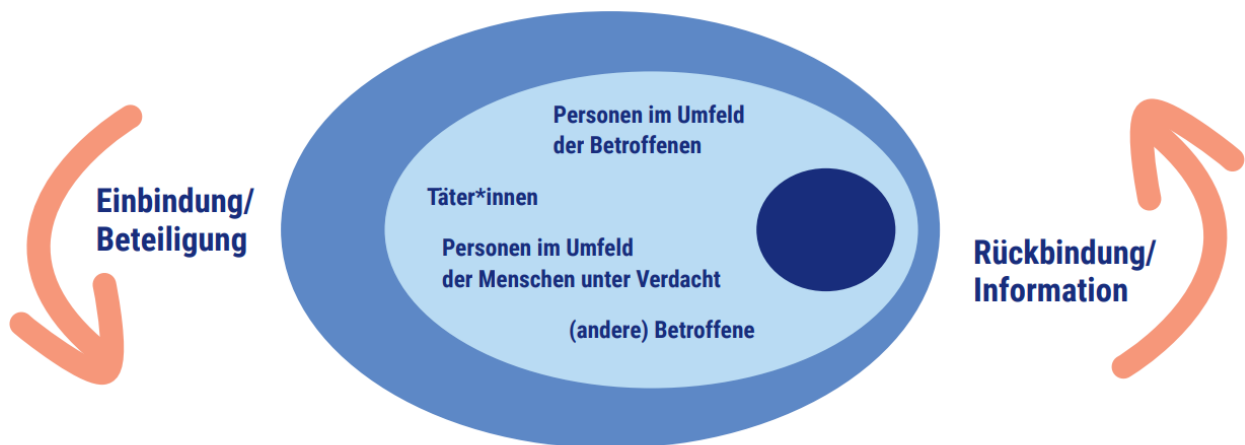 Einbindung/
Beteiligung
Personen im Umfeld
der Betroffenen
Täter*innen
Personen im Umfeld
der Menschen unter Verdacht
(andere) Betroffene
Rückbindung/
Information